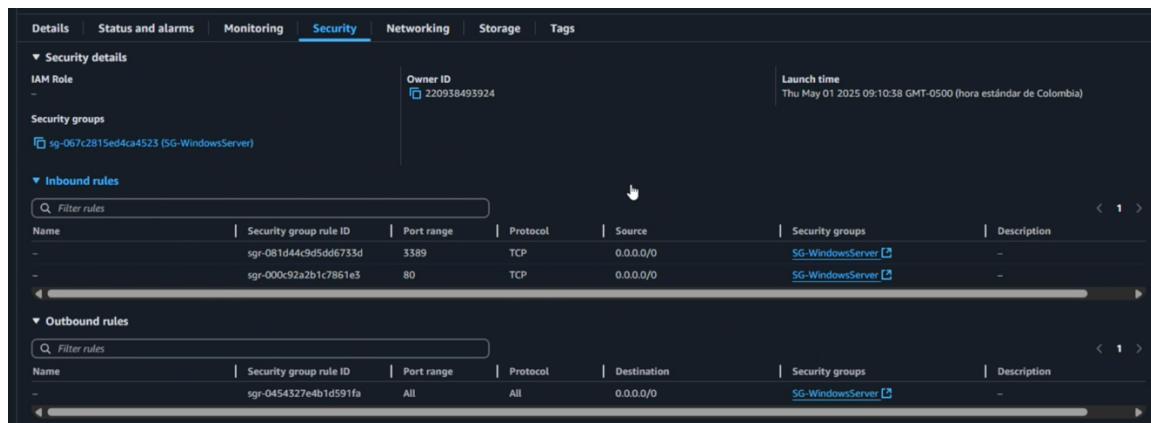 Details Status and alarms Monitoring Security Networking Storage Tags
▼ Security details
IAM Role Owner ID Launch time
– 220938493924 Thu May 01 2025 09:10:38 GMT-0500 (hora estándar de Colombia)
Security groups
sg-067c2815ed4ca4523 (SG-WindowsServer)
▼ Inbound rules
Filter rules < 1 >
Name Security group rule ID Port range Protocol Source Security groups Description
– sgr-081d44c9d5dd6733d 3389 TCP 0.0.0.0/0 SG-WindowsServer –
– sgr-000c92a2b1c7861e3 80 TCP 0.0.0.0/0 SG-WindowsServer –
▼ Outbound rules
Filter rules < 1 >
Name Security group rule ID Port range Protocol Destination Security groups Description
– sgr-0454327e4b1d591fa All All 0.0.0.0/0 SG-WindowsServer –